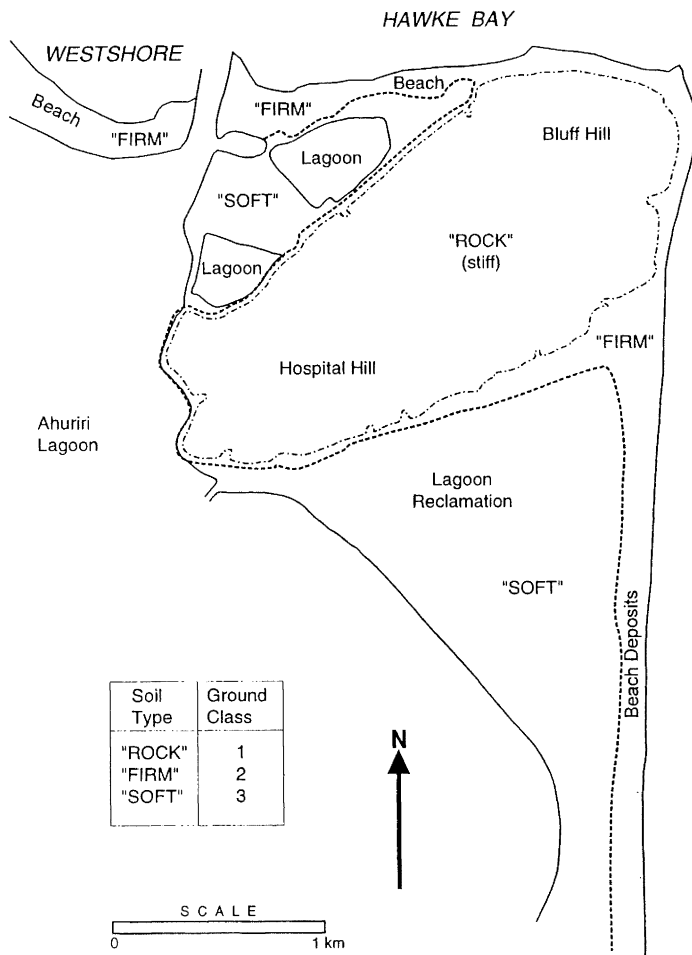 HAWKE BAY
WESTSHORE
Beach
"FIRM"
Beach
"FIRM"
Lagoon
Bluff Hill
"SOFT"
"ROCK"
(stiff)
Lagoon
"FIRM"
Hospital Hill
Ahuriri
Lagoon
Lagoon
Reclamation
"SOFT"
Beach Deposits
Soil Type Ground Class
"ROCK" 1
"FIRM" 2
"SOFT" 3
N
SCALE
0 1 km